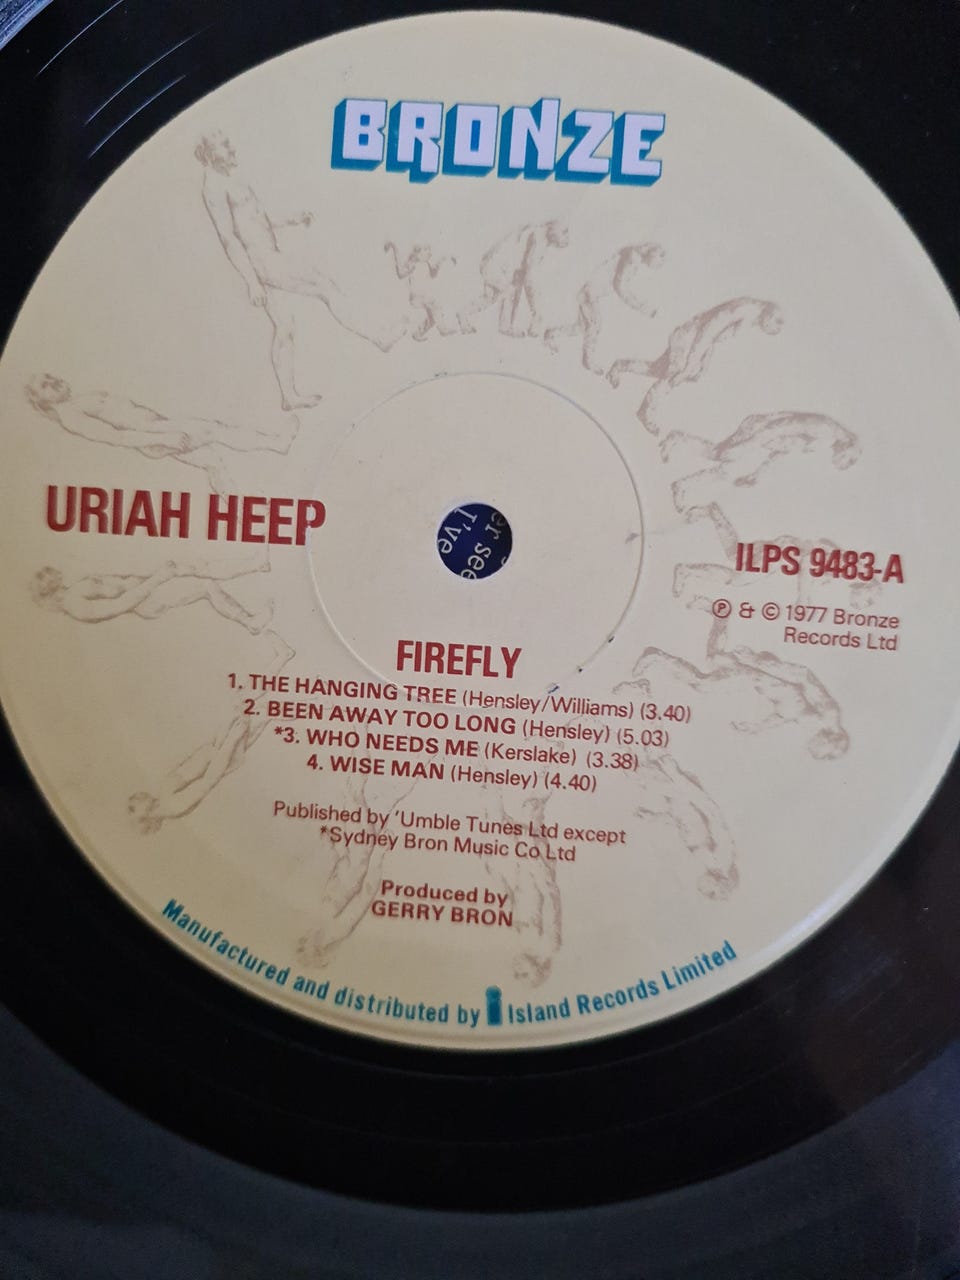 BRONZE
URIAH HEEP
ILPS 9483-A
Ⓟ & © 1977 Bronze
Records Ltd
FIREFLY
1. THE HANGING TREE (Hensley/Williams) (3.40)
2. BEEN AWAY TOO LONG (Hensley) (5.03)
*3. WHO NEEDS ME (Kerslake) (3.38)
4. WISE MAN (Hensley) (4.40)
Published by 'Umble Tunes Ltd except
*Sydney Bron Music Co Ltd
Produced by
GERRY BRON
Manufactured and distributed by i Island Records Limited
er see
I've